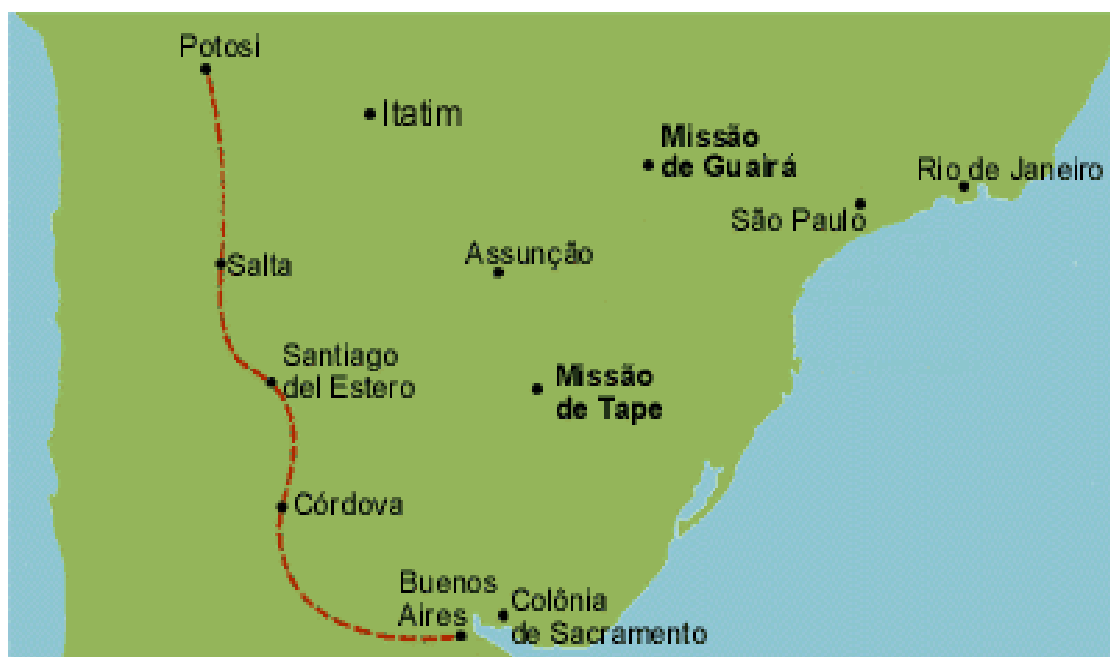 Potosi
Itatim
Missão
de Guairá
Rio de Janeiro
São Paulo
Assunção
Salta
Santiago
del Estero
Missão
de Tape
Córdova
Buenos
Aires
Colônia
de Sacramento